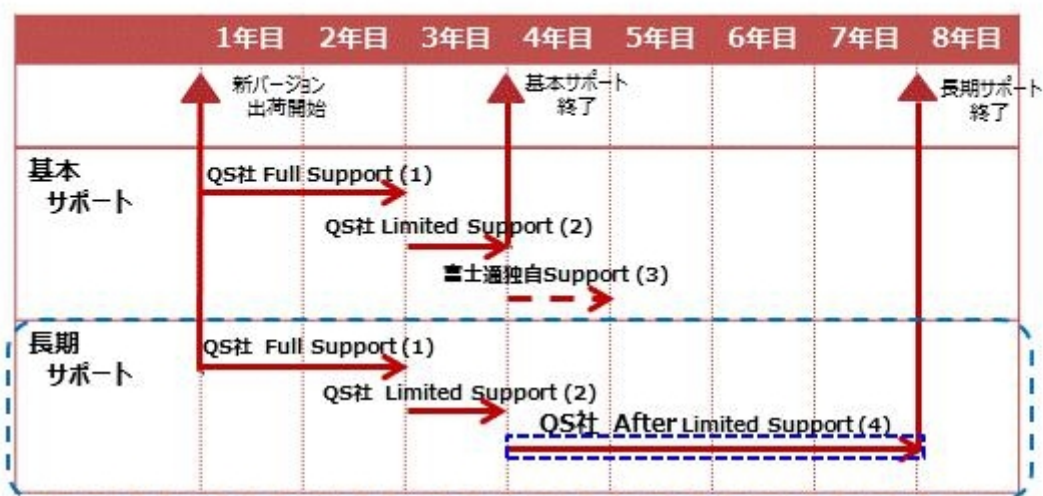 1年目 2年目 3年目 4年目 5年目 6年目 7年目 8年目
新バージョン
出荷開始
基本サポート
終了
長期サポート
終了
基本
サポート
QS社 Full Support (1)
QS社 Limited Support (2)
富士通独自Support (3)
長期
サポート
QS社 Full Support (1)
QS社 Limited Support (2)
QS社 After Limited Support (4)